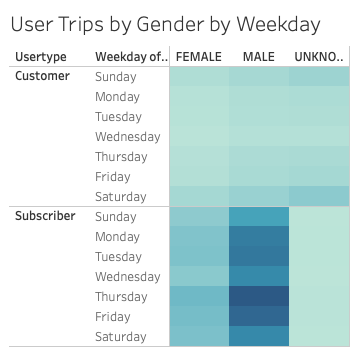 User Trips by Gender by Weekday
Usertype Weekday of.. FEMALE MALE UNKNO..
Customer Sunday
Monday
Tuesday
Wednesday
Thursday
Friday
Saturday
Subscriber Sunday
Monday
Tuesday
Wednesday
Thursday
Friday
Saturday